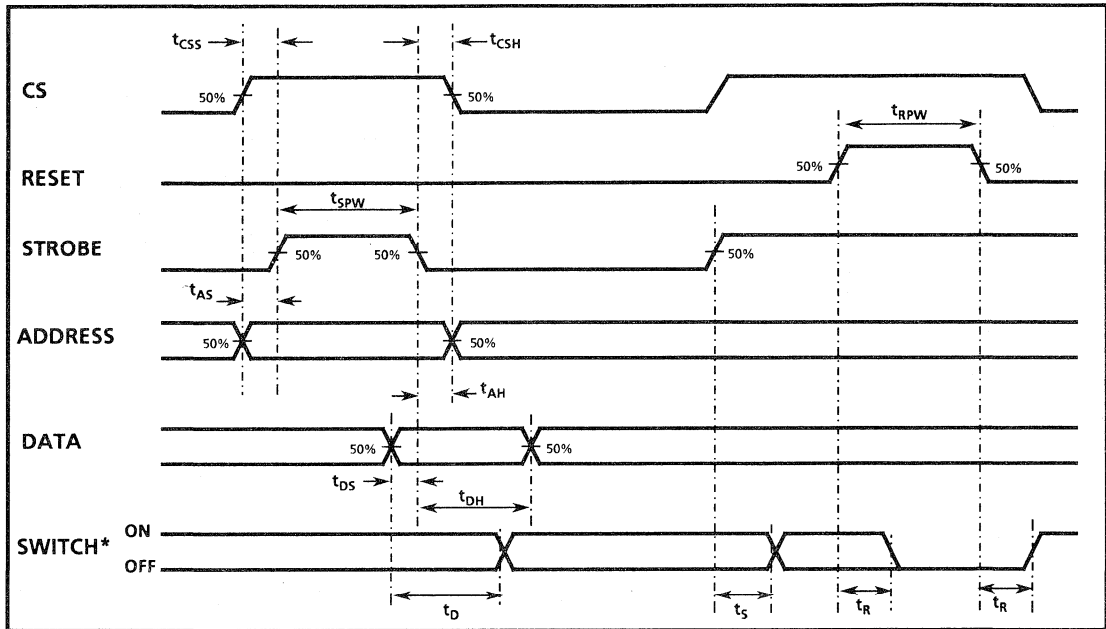 tCSS tCSH
CS
50% 50%
tRPW
RESET
50% 50%
tSPW
STROBE
50% 50% 50%
tAS
ADDRESS
50% 50%
tAH
DATA
50% 50%
tDS tDH
SWITCH* ON
OFF
tD tS tR tR